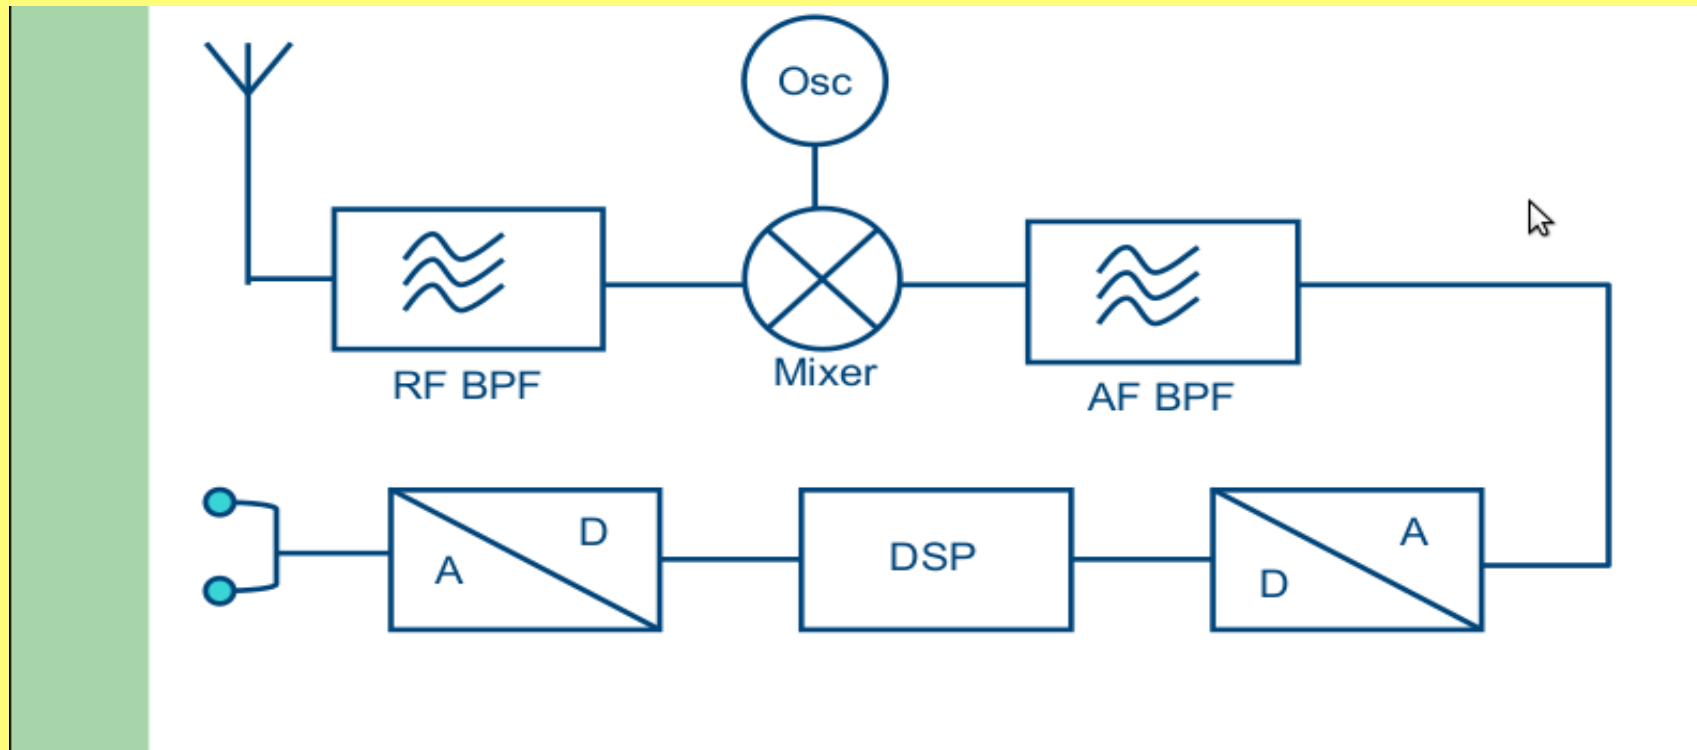 Osc
Mixer
RF BPF
AF BPF
D
A
DSP
A
D